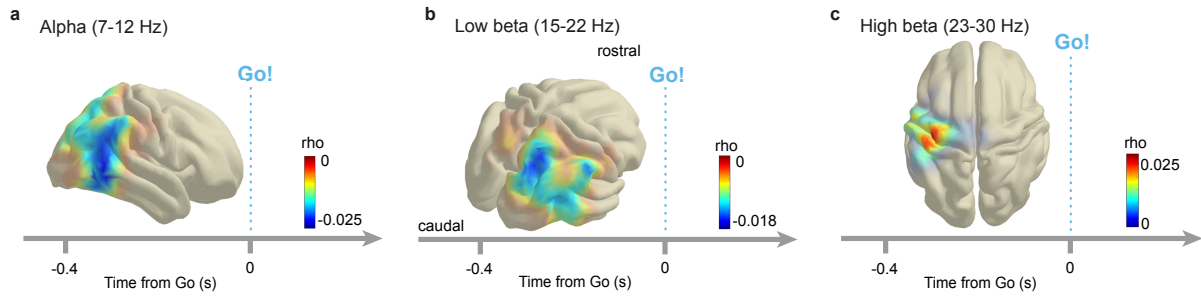 a
Alpha (7-12 Hz)
Go!
rho
0
-0.025
-0.4
0
Time from Go (s)
b
Low beta (15-22 Hz)
rostral
Go!
rho
0
-0.018
caudal
-0.4
0
Time from Go (s)
c
High beta (23-30 Hz)
Go!
rho
0.025
0
-0.4
0
Time from Go (s)